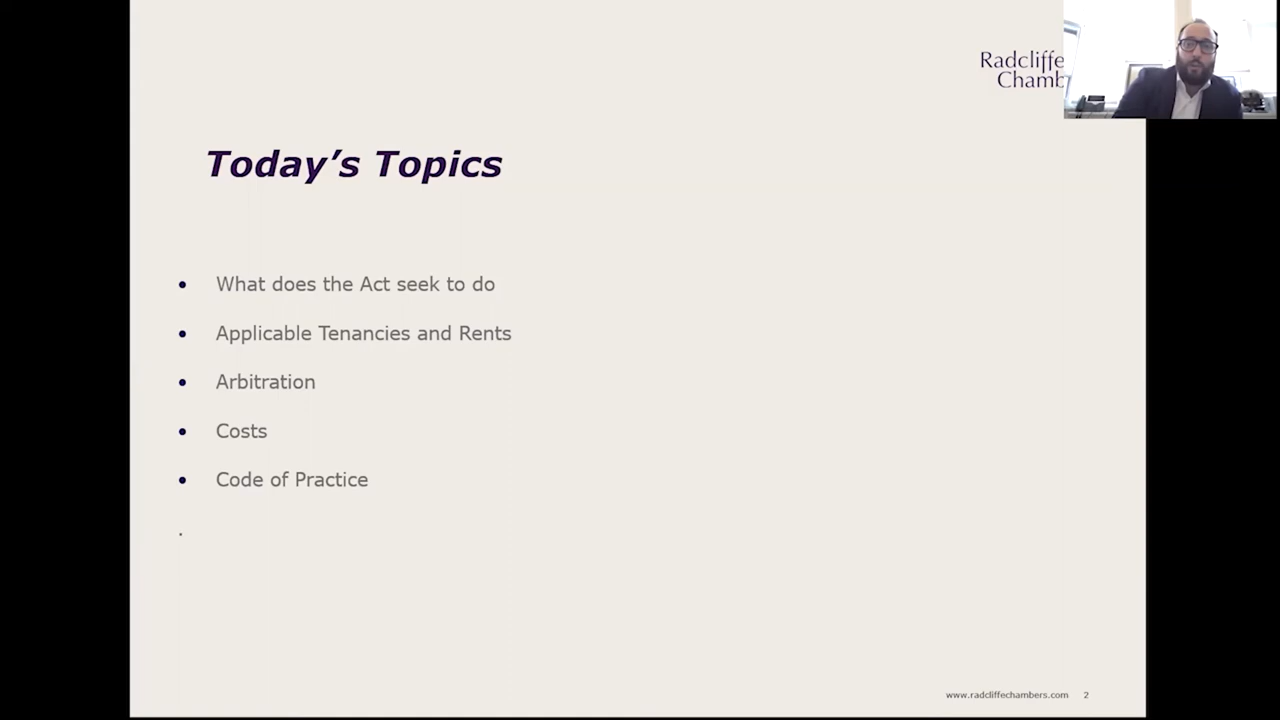 Radcliffe
Chamb
Today's Topics
• What does the Act seek to do
• Applicable Tenancies and Rents
• Arbitration
• Costs
• Code of Practice
.
www.radcliffechambers.com 2